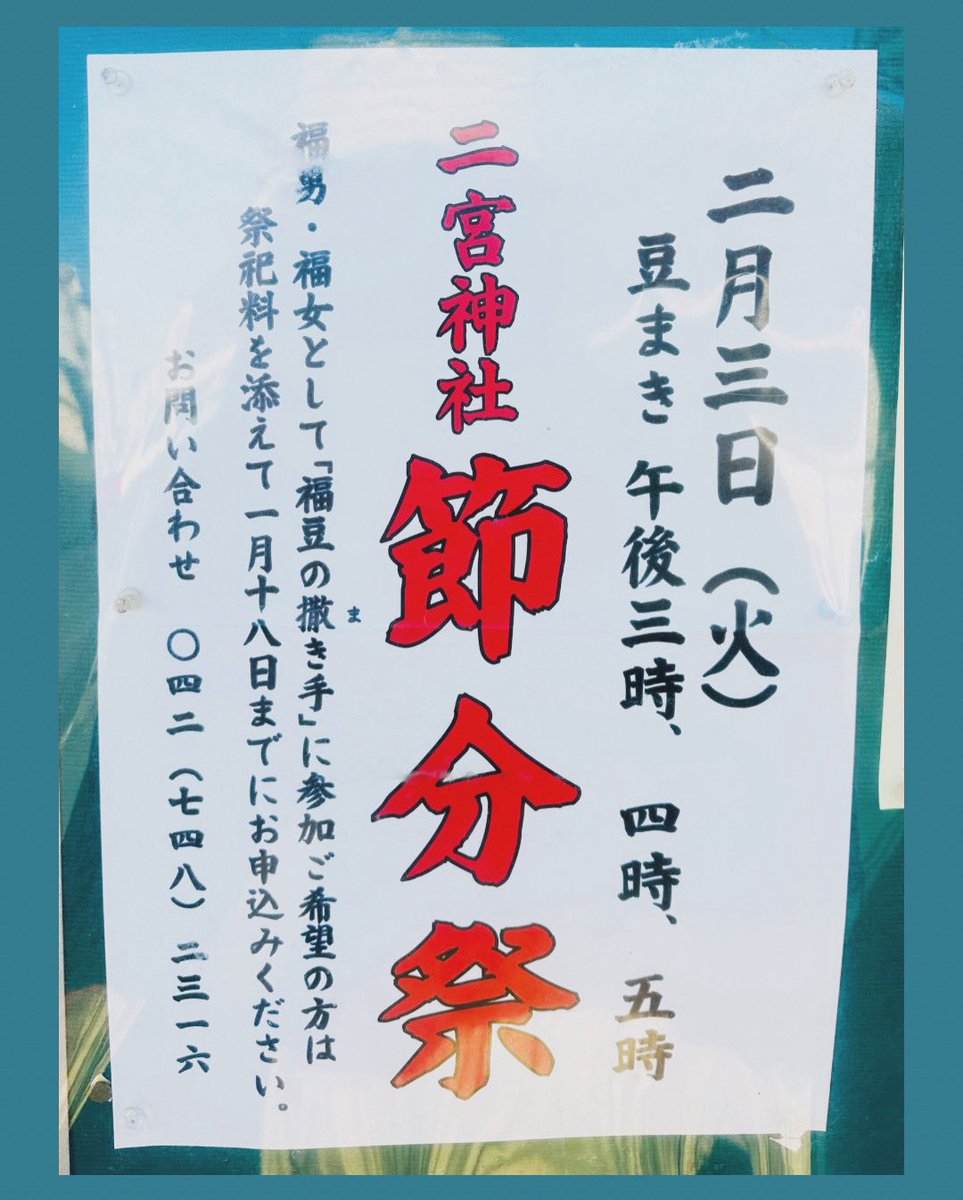 二月三日(火)
豆まき 午後三時、四時、五時
二宮神社 節分祭
福男・福女として「福豆の撒き手」に参加ご希望の方は
ま
祭祀料を添えて一月十八日までにお申込みください。
お問い合わせ 〇四二(七四八)二三一六